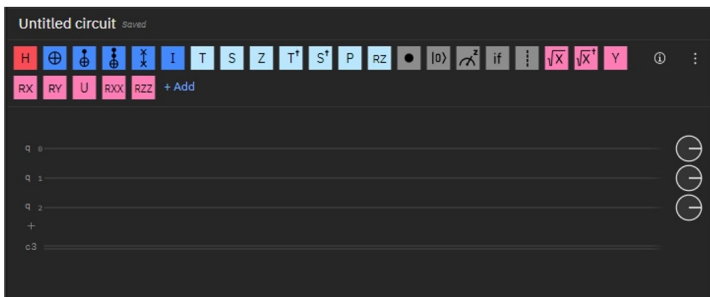 Untitled circuit Saved
H I T S Z T† S† P RZ |0⟩ z if √X √X† Y
RX RY U RXX RZZ + Add
q 0
q 1
q 2
+
c3